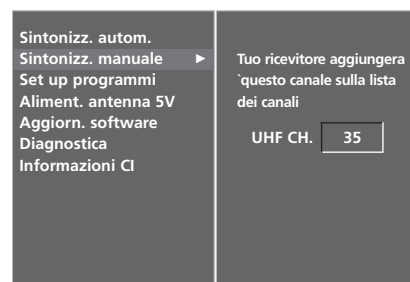 Sintonizz. autom.
Sintonizz. manuale ►
Set up programmi
Aliment. antenna 5V
Aggiorn. software
Diagnostica
Informazioni CI
Tuo ricevitore aggiungera
`questo canale sulla lista
dei canali
UHF CH. 35